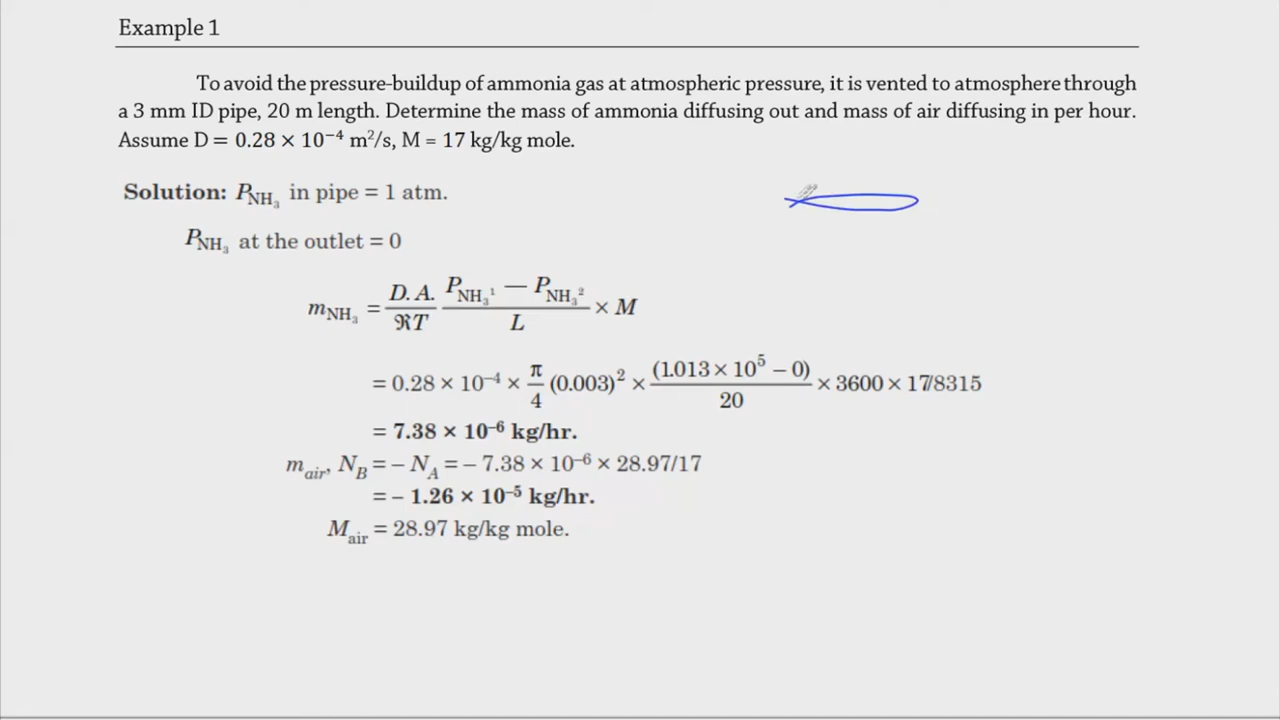 Example 1
To avoid the pressure-buildup of ammonia gas at atmospheric pressure, it is vented to atmosphere through
a 3 mm ID pipe, 20 m length. Determine the mass of ammonia diffusing out and mass of air diffusing in per hour.
Assume D = 0.28 × 10⁻⁴ m²/s, M = 17 kg/kg mole.
Solution: P_NH₃ in pipe = 1 atm.
P_NH₃ at the outlet = 0
m_NH₃ = D. A. / ℜT (P_NH₃¹ — P_NH₃²) / L × M
= 0.28 × 10⁻⁴ × π/4 (0.003)² × (1.013 × 10⁵ − 0) / 20 × 3600 × 17/8315
= 7.38 × 10⁻⁶ kg/hr.
m_air, N_B = − N_A = − 7.38 × 10⁻⁶ × 28.97/17
= − 1.26 × 10⁻⁵ kg/hr.
M_air = 28.97 kg/kg mole.